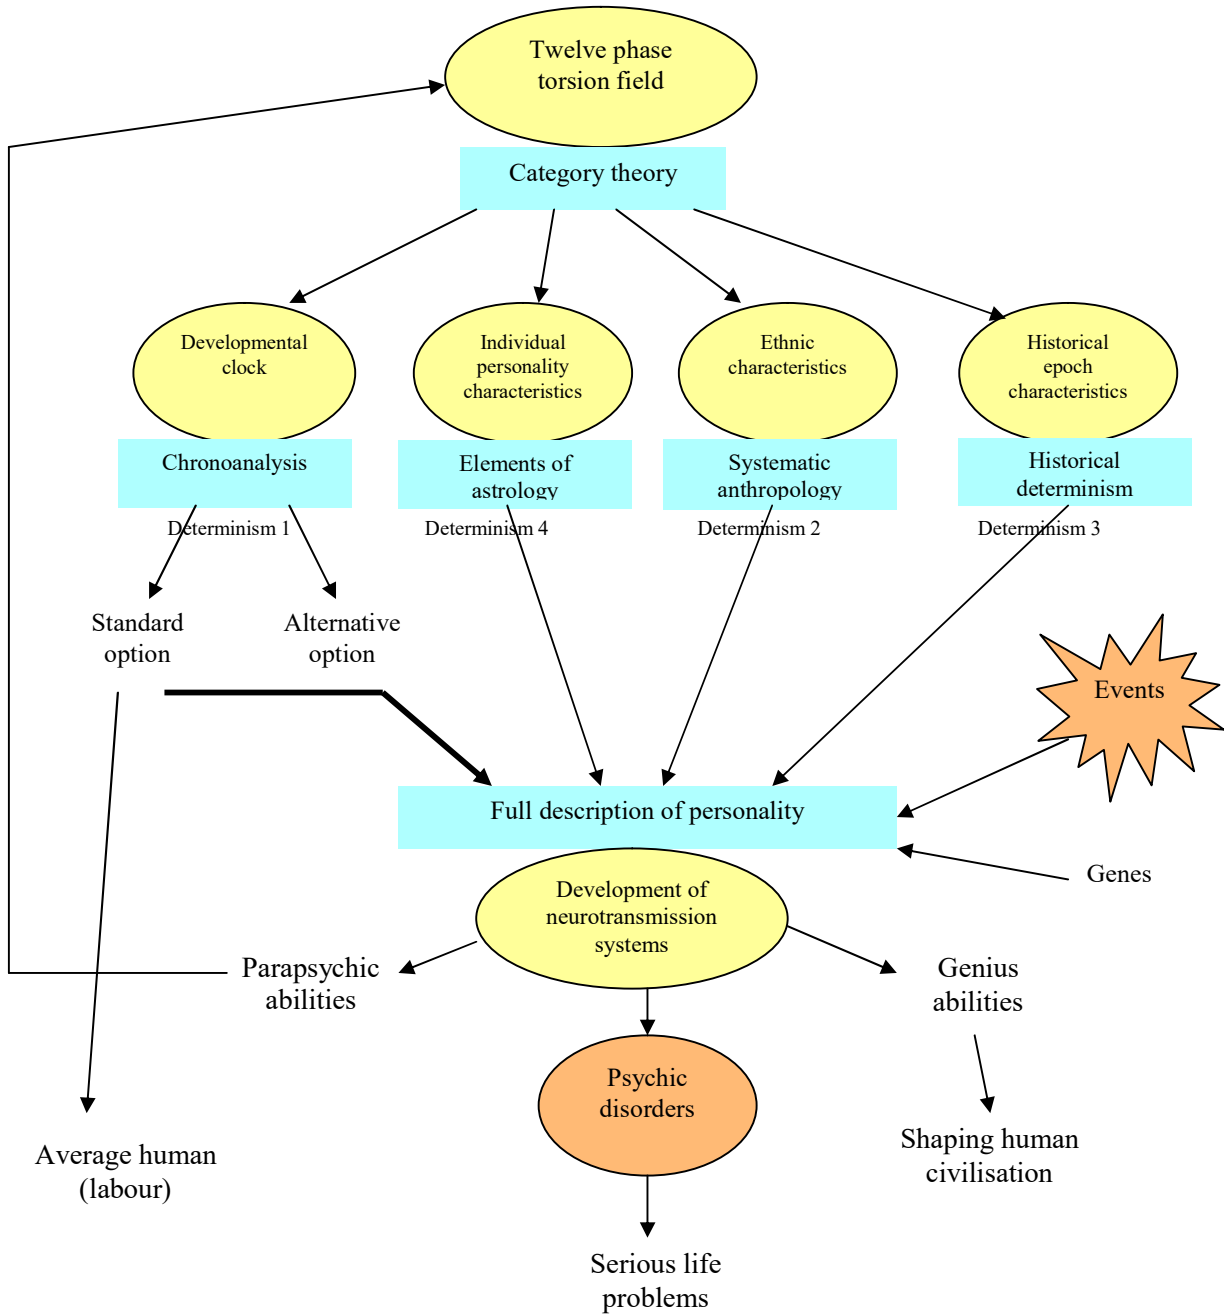 Twelve phase
torsion field
Category theory
Developmental
clock
Individual
personality
characteristics
Ethnic
characteristics
Historical
epoch
characteristics
Chronoanalysis
Elements of
astrology
Systematic
anthropology
Historical
determinism
Determinism 1
Determinism 4
Determinism 2
Determinism 3
Standard
option
Alternative
option
Events
Full description of personality
Genes
Development of
neurotransmission
systems
Parapsychic
abilities
Genius
abilities
Psychic
disorders
Average human
(labour)
Shaping human
civilisation
Serious life
problems